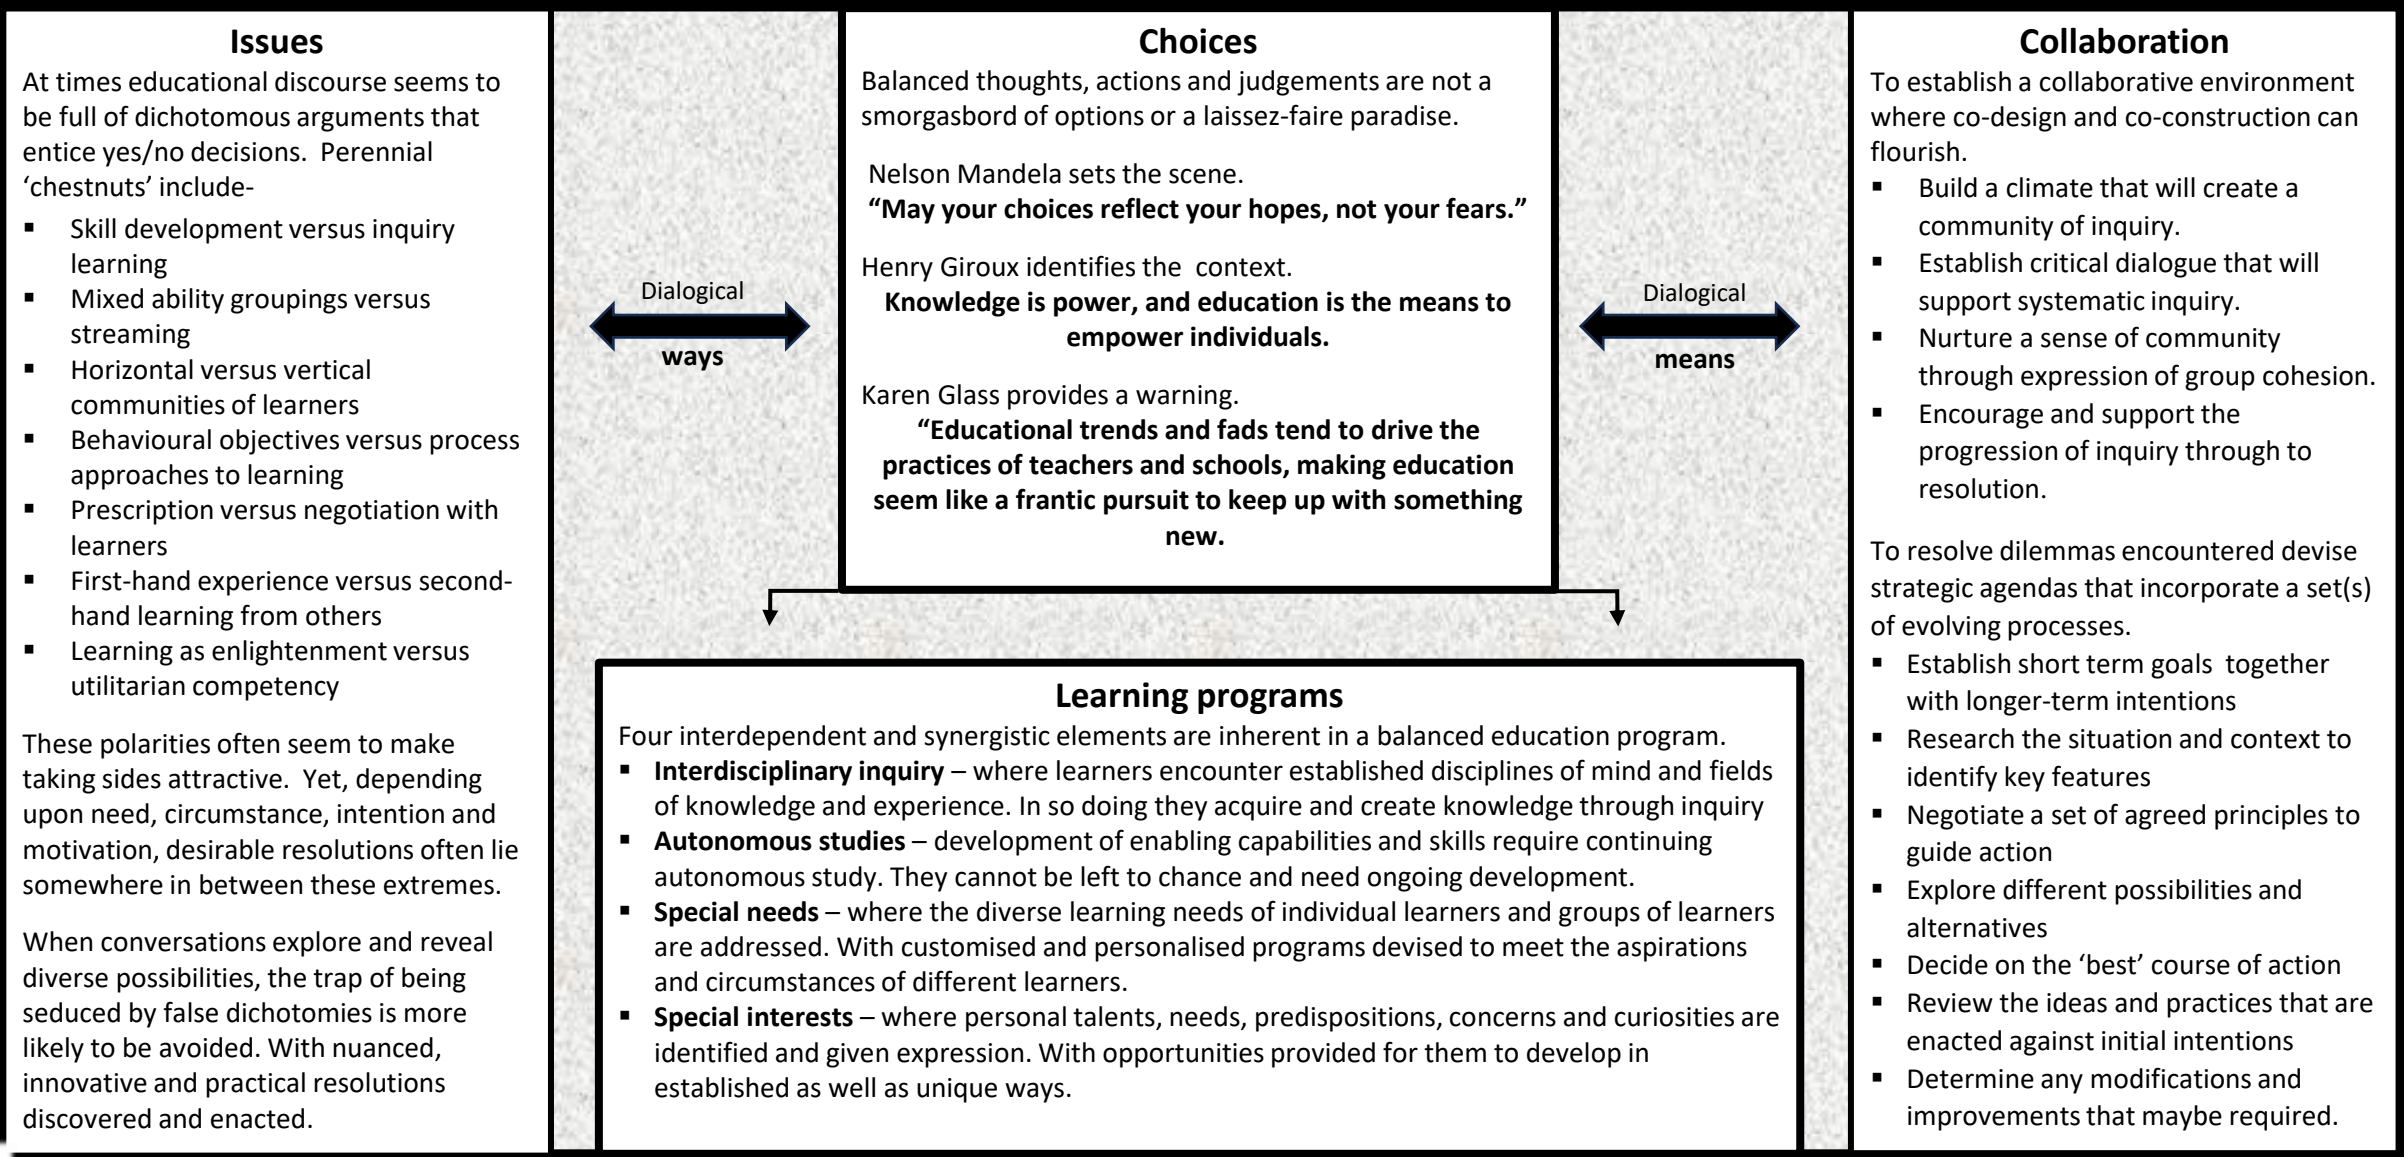 Issues
At times educational discourse seems to
be full of dichotomous arguments that
entice yes/no decisions.  Perennial
‘chestnuts’ include-
▪ Skill development versus inquiry
learning
▪ Mixed ability groupings versus
streaming
▪ Horizontal versus vertical
communities of learners
▪ Behavioural objectives versus process
approaches to learning
▪ Prescription versus negotiation with
learners
▪ First-hand experience versus second-
hand learning from others
▪ Learning as enlightenment versus
utilitarian competency
These polarities often seem to make
taking sides attractive.  Yet, depending
upon need, circumstance, intention and
motivation, desirable resolutions often lie
somewhere in between these extremes.
When conversations explore and reveal
diverse possibilities, the trap of being
seduced by false dichotomies is more
likely to be avoided. With nuanced,
innovative and practical resolutions
discovered and enacted.
Dialogical
ways
Choices
Balanced thoughts, actions and judgements are not a
smorgasbord of options or a laissez-faire paradise.
Nelson Mandela sets the scene.
“May your choices reflect your hopes, not your fears.”
Henry Giroux identifies the  context.
Knowledge is power, and education is the means to
empower individuals.
Karen Glass provides a warning.
“Educational trends and fads tend to drive the
practices of teachers and schools, making education
seem like a frantic pursuit to keep up with something
new.
Dialogical
means
Learning programs
Four interdependent and synergistic elements are inherent in a balanced education program.
▪ Interdisciplinary inquiry – where learners encounter established disciplines of mind and fields
of knowledge and experience. In so doing they acquire and create knowledge through inquiry
▪ Autonomous studies – development of enabling capabilities and skills require continuing
autonomous study. They cannot be left to chance and need ongoing development.
▪ Special needs – where the diverse learning needs of individual learners and groups of learners
are addressed. With customised and personalised programs devised to meet the aspirations
and circumstances of different learners.
▪ Special interests – where personal talents, needs, predispositions, concerns and curiosities are
identified and given expression. With opportunities provided for them to develop in
established as well as unique ways.
Collaboration
To establish a collaborative environment
where co-design and co-construction can
flourish.
▪ Build a climate that will create a
community of inquiry.
▪ Establish critical dialogue that will
support systematic inquiry.
▪ Nurture a sense of community
through expression of group cohesion.
▪ Encourage and support the
progression of inquiry through to
resolution.
To resolve dilemmas encountered devise
strategic agendas that incorporate a set(s)
of evolving processes.
▪ Establish short term goals  together
with longer-term intentions
▪ Research the situation and context to
identify key features
▪ Negotiate a set of agreed principles to
guide action
▪ Explore different possibilities and
alternatives
▪ Decide on the ‘best’ course of action
▪ Review the ideas and practices that are
enacted against initial intentions
▪ Determine any modifications and
improvements that maybe required.